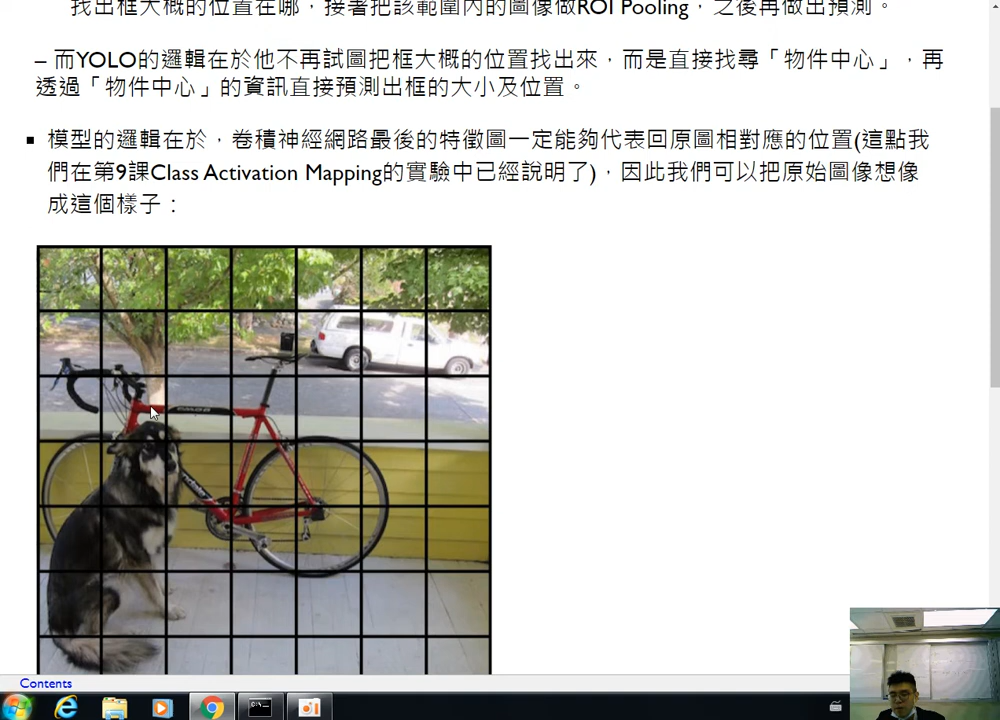 找出框大概的位置在哪，接著把該範圍內的圖像做ROI Pooling，之後再做出預測。
– 而YOLO的邏輯在於他不再試圖把框大概的位置找出來，而是直接找尋「物件中心」，再
透過「物件中心」的資訊直接預測出框的大小及位置。
▪ 模型的邏輯在於，卷積神經網路最後的特徵圖一定能夠代表回原圖相對應的位置(這點我
們在第9課Class Activation Mapping的實驗中已經說明了)，因此我們可以把原始圖像想像
成這個樣子：
Contents